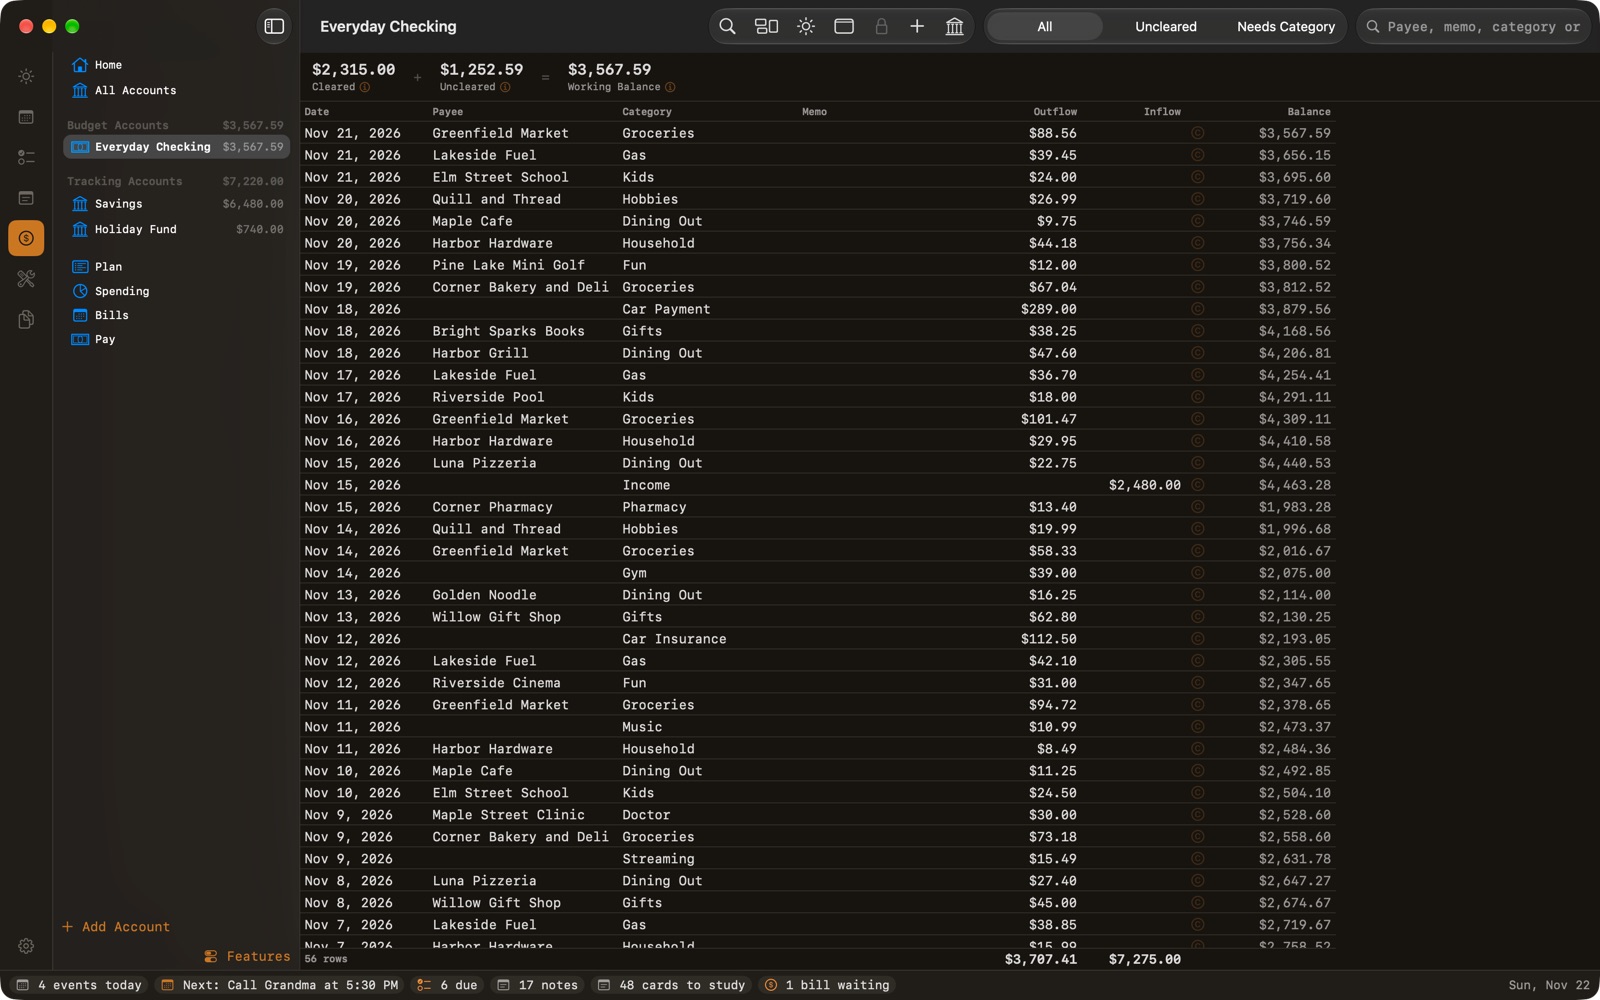 Everyday Checking
All
Uncleared
Needs Category
Payee, memo, category or
Home
All Accounts
Budget Accounts $3,567.59
Everyday Checking $3,567.59
Tracking Accounts $7,220.00
Savings $6,480.00
Holiday Fund $740.00
Plan
Spending
Bills
Pay
+ Add Account
Features
$2,315.00 + $1,252.59 = $3,567.59
Cleared Uncleared Working Balance
Date Payee Category Memo Outflow Inflow Balance
Nov 21, 2026 Greenfield Market Groceries $88.56 $3,567.59
Nov 21, 2026 Lakeside Fuel Gas $39.45 $3,656.15
Nov 21, 2026 Elm Street School Kids $24.00 $3,695.60
Nov 20, 2026 Quill and Thread Hobbies $26.99 $3,719.60
Nov 20, 2026 Maple Cafe Dining Out $9.75 $3,746.59
Nov 20, 2026 Harbor Hardware Household $44.18 $3,756.34
Nov 19, 2026 Pine Lake Mini Golf Fun $12.00 $3,800.52
Nov 19, 2026 Corner Bakery and Deli Groceries $67.04 $3,812.52
Nov 18, 2026 Car Payment $289.00 $3,879.56
Nov 18, 2026 Bright Sparks Books Gifts $38.25 $4,168.56
Nov 18, 2026 Harbor Grill Dining Out $47.60 $4,206.81
Nov 17, 2026 Lakeside Fuel Gas $36.70 $4,254.41
Nov 17, 2026 Riverside Pool Kids $18.00 $4,291.11
Nov 16, 2026 Greenfield Market Groceries $101.47 $4,309.11
Nov 16, 2026 Harbor Hardware Household $29.95 $4,410.58
Nov 15, 2026 Luna Pizzeria Dining Out $22.75 $4,440.53
Nov 15, 2026 Income $2,480.00 $4,463.28
Nov 15, 2026 Corner Pharmacy Pharmacy $13.40 $1,983.28
Nov 14, 2026 Quill and Thread Hobbies $19.99 $1,996.68
Nov 14, 2026 Greenfield Market Groceries $58.33 $2,016.67
Nov 14, 2026 Gym $39.00 $2,075.00
Nov 13, 2026 Golden Noodle Dining Out $16.25 $2,114.00
Nov 13, 2026 Willow Gift Shop Gifts $62.80 $2,130.25
Nov 12, 2026 Car Insurance $112.50 $2,193.05
Nov 12, 2026 Lakeside Fuel Gas $42.10 $2,305.55
Nov 12, 2026 Riverside Cinema Fun $31.00 $2,347.65
Nov 11, 2026 Greenfield Market Groceries $94.72 $2,378.65
Nov 11, 2026 Music $10.99 $2,473.37
Nov 11, 2026 Harbor Hardware Household $8.49 $2,484.36
Nov 10, 2026 Maple Cafe Dining Out $11.25 $2,492.85
Nov 10, 2026 Elm Street School Kids $24.50 $2,504.10
Nov 9, 2026 Maple Street Clinic Doctor $30.00 $2,528.60
Nov 9, 2026 Corner Bakery and Deli Groceries $73.18 $2,558.60
Nov 9, 2026 Streaming $15.49 $2,631.78
Nov 8, 2026 Luna Pizzeria Dining Out $27.40 $2,647.27
Nov 8, 2026 Willow Gift Shop Gifts $45.00 $2,674.67
Nov 7, 2026 Lakeside Fuel Gas $38.85 $2,719.67
Nov 7, 2026 Harbor Hardware Household $15.99 $2,758.52
56 rows $3,707.41 $7,275.00
4 events today Next: Call Grandma at 5:30 PM 6 due 17 notes 48 cards to study 1 bill waiting Sun, Nov 22